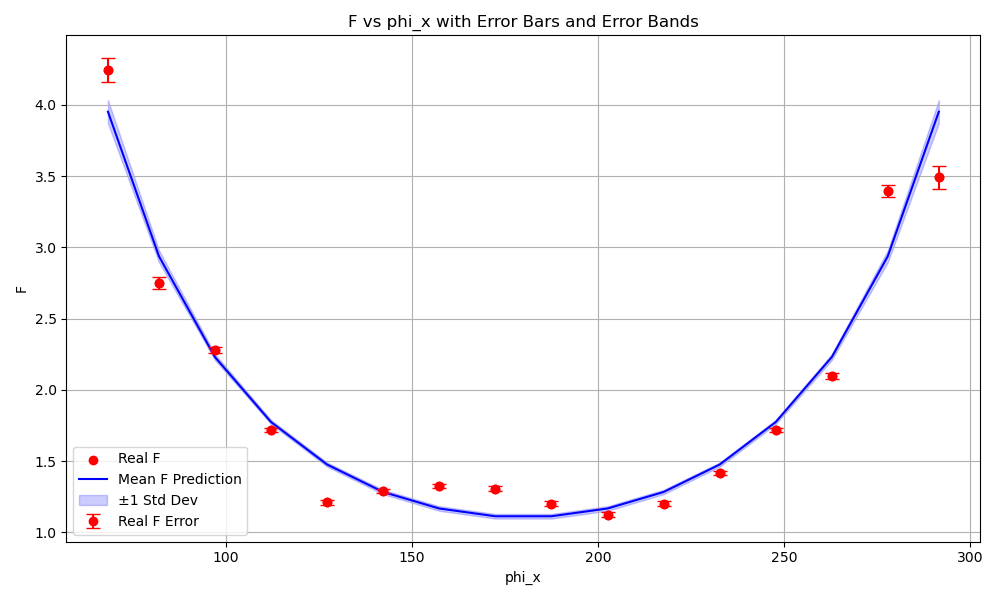 F vs phi_x with Error Bars and Error Bands
F
4.0
3.5
3.0
2.5
2.0
1.5
1.0
Real F
Mean F Prediction
±1 Std Dev
Real F Error
100
150
200
250
300
phi_x